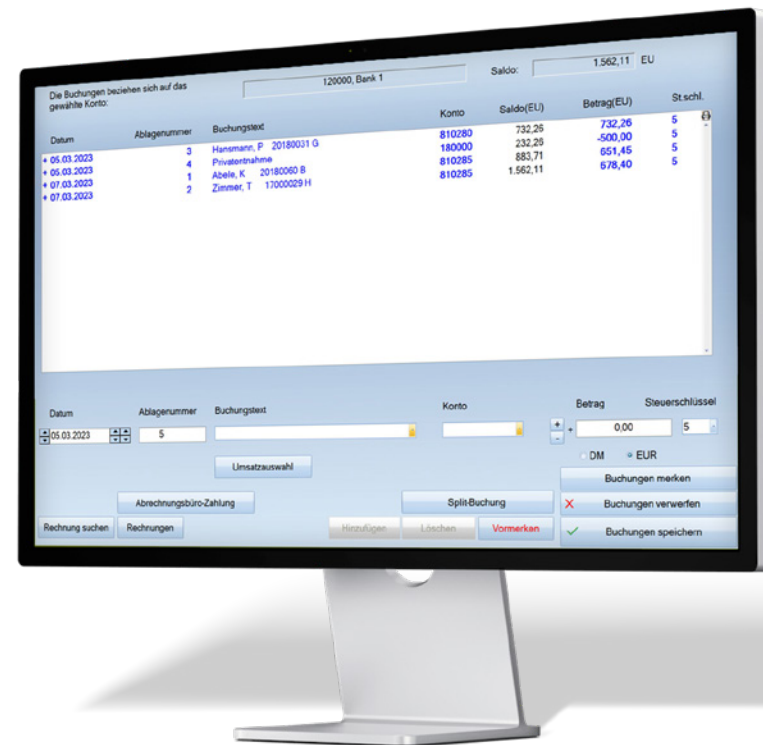 Die Buchungen beziehen sich auf das
gewählte Konto:
120000, Bank 1
Saldo:
1.562,11 EU
Datum Ablagenummer Buchungstext Konto Saldo(EU) Betrag(EU) St.schl.
+ 05.03.2023 3 Hansmann, P 20180031 G 810280 732,26 732,26 5
+ 05.03.2023 4 Privatentnahme 180000 232,26 -500,00 5
+ 07.03.2023 1 Abele, K 20180060 B 810285 883,71 651,45 5
+ 07.03.2023 2 Zimmer, T 17000029 H 810285 1.562,11 678,40 5
Datum Ablagenummer Buchungstext Konto Betrag Steuerschlüssel
05.03.2023 5 + - + 0,00 5
DM EUR
Umsatzauswahl
Buchungen merken
Abrechnungsbüro-Zahlung Split-Buchung Buchungen verwerfen
Rechnung suchen Rechnungen Hinzufügen Löschen Vormerken Buchungen speichern